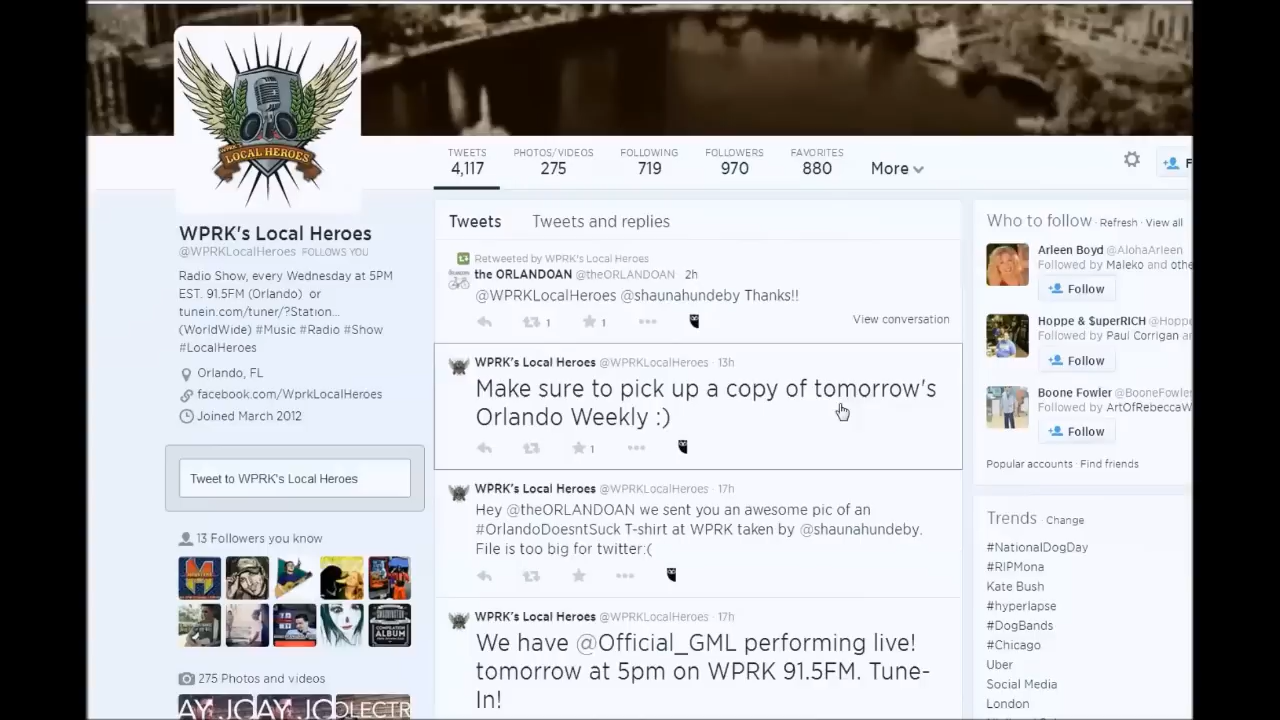 LOCAL HEROES
TWEETS
4,117
PHOTOS/VIDEOS
275
FOLLOWING
719
FOLLOWERS
970
FAVORITES
880
More
WPRK's Local Heroes
@WPRKLocalHeroes FOLLOWS YOU
Radio Show, every Wednesday at 5PM
EST. 91.5FM (Orlando) or
tunein.com/tuner/?Station...
(WorldWide) #Music #Radio #Show
#LocalHeroes
Orlando, FL
facebook.com/WprkLocalHeroes
Joined March 2012
Tweet to WPRK's Local Heroes
13 Followers you know
COMPILATION
ALBUM
275 Photos and videos
Tweets Tweets and replies
Retweeted by WPRK's Local Heroes
the ORLANDOAN @theORLANDOAN 2h
@WPRKLocalHeroes @shaunahundeby Thanks!!
1 1 View conversation
WPRK's Local Heroes @WPRKLocalHeroes · 13h
Make sure to pick up a copy of tomorrow's
Orlando Weekly :)
1
WPRK's Local Heroes @WPRKLocalHeroes · 17h
Hey @theORLANDOAN we sent you an awesome pic of an
#OrlandoDoesntSuck T-shirt at WPRK taken by @shaunahundeby.
File is too big for twitter:(
WPRK's Local Heroes @WPRKLocalHeroes · 17h
We have @Official_GML performing live!
tomorrow at 5pm on WPRK 91.5FM. Tune-
In!
Who to follow · Refresh · View all
Arleen Boyd @AlohaArleen
Followed by Maleko and othe
Follow
Hoppe & $uperRICH @Hopp
Followed by Paul Corrigan a
Follow
Boone Fowler @BooneFowler
Followed by ArtOfRebeccaW
Follow
Popular accounts · Find friends
Trends · Change
#NationalDogDay
#RIPMona
Kate Bush
#hyperlapse
#DogBands
#Chicago
Uber
Social Media
London